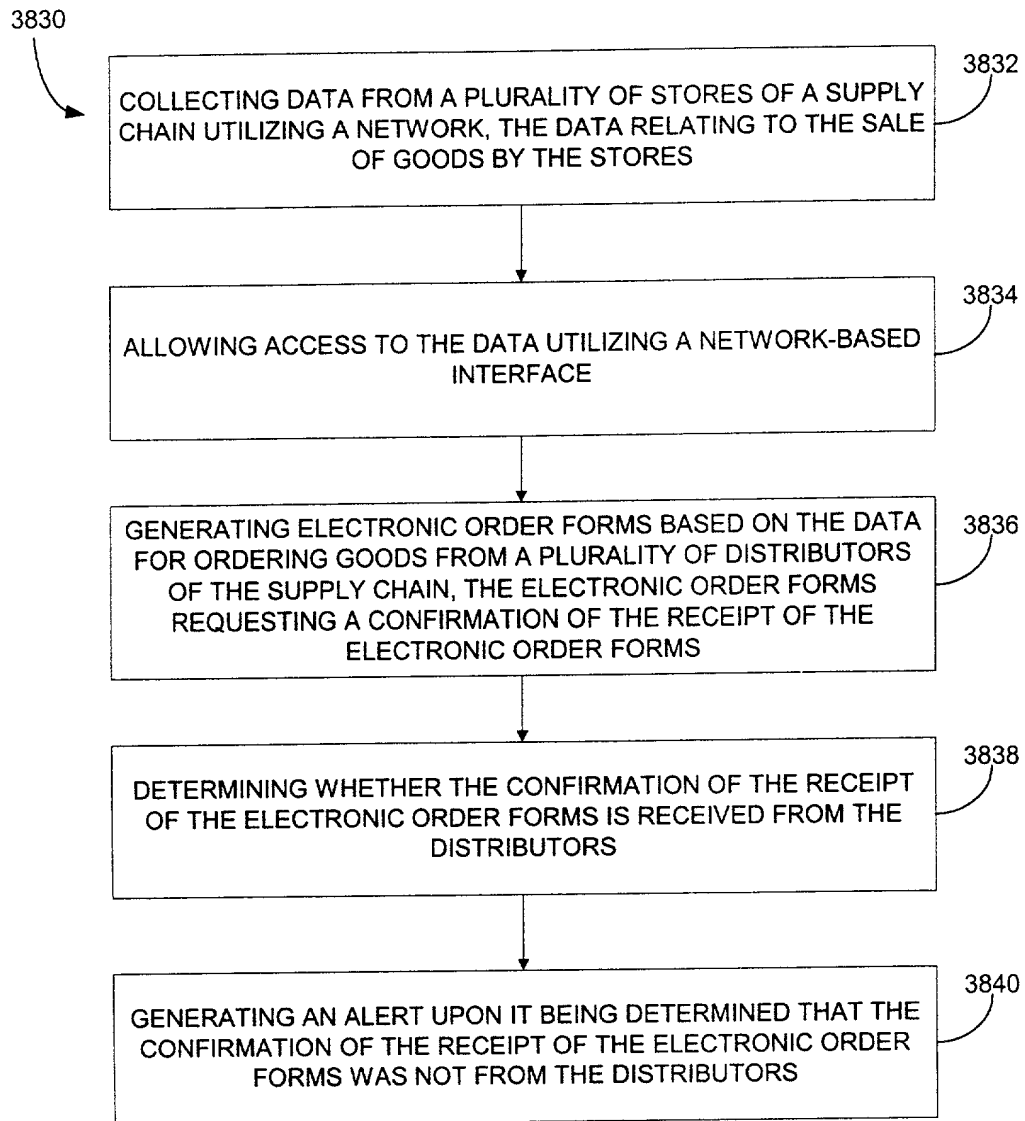 3830
3832
COLLECTING DATA FROM A PLURALITY OF STORES OF A SUPPLY
CHAIN UTILIZING A NETWORK, THE DATA RELATING TO THE SALE
OF GOODS BY THE STORES
3834
ALLOWING ACCESS TO THE DATA UTILIZING A NETWORK-BASED
INTERFACE
3836
GENERATING ELECTRONIC ORDER FORMS BASED ON THE DATA
FOR ORDERING GOODS FROM A PLURALITY OF DISTRIBUTORS
OF THE SUPPLY CHAIN, THE ELECTRONIC ORDER FORMS
REQUESTING A CONFIRMATION OF THE RECEIPT OF THE
ELECTRONIC ORDER FORMS
3838
DETERMINING WHETHER THE CONFIRMATION OF THE RECEIPT
OF THE ELECTRONIC ORDER FORMS IS RECEIVED FROM THE
DISTRIBUTORS
3840
GENERATING AN ALERT UPON IT BEING DETERMINED THAT THE
CONFIRMATION OF THE RECEIPT OF THE ELECTRONIC ORDER
FORMS WAS NOT FROM THE DISTRIBUTORS